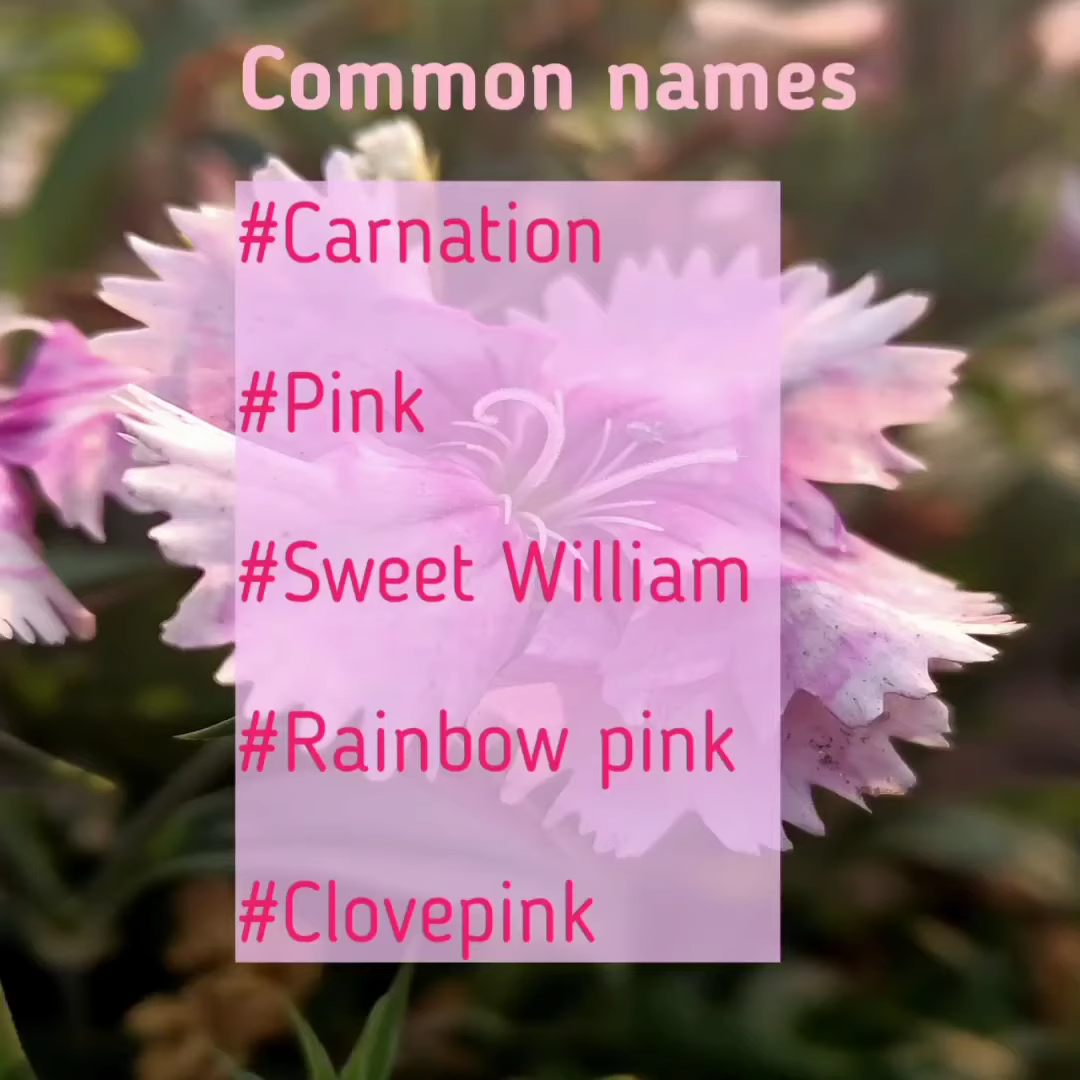 Common names
#Carnation
#Pink
#Sweet William
#Rainbow pink
#Clovepink